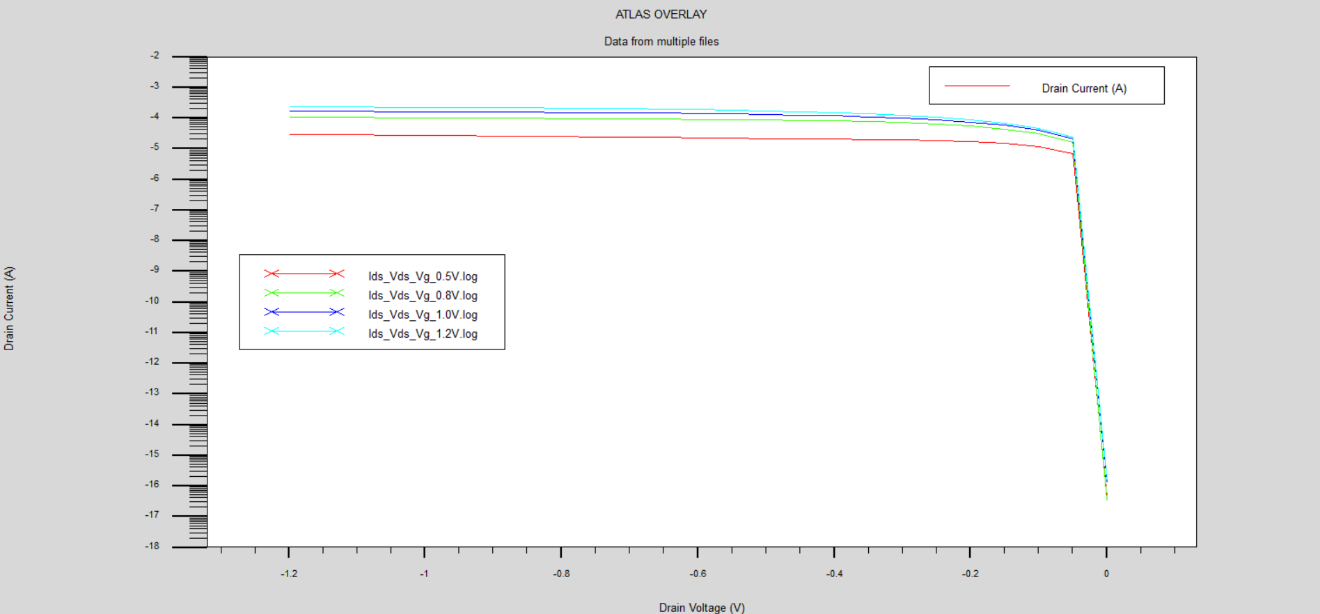 ATLAS OVERLAY
Data from multiple files
Drain Current (A)
-2
-3
-4
-5
-6
-7
-8
-9
-10
-11
-12
-13
-14
-15
-16
-17
-18
Drain Current (A)
Ids_Vds_Vg_0.5V.log
Ids_Vds_Vg_0.8V.log
Ids_Vds_Vg_1.0V.log
Ids_Vds_Vg_1.2V.log
-1.2 -1 -0.8 -0.6 -0.4 -0.2 0
Drain Voltage (V)